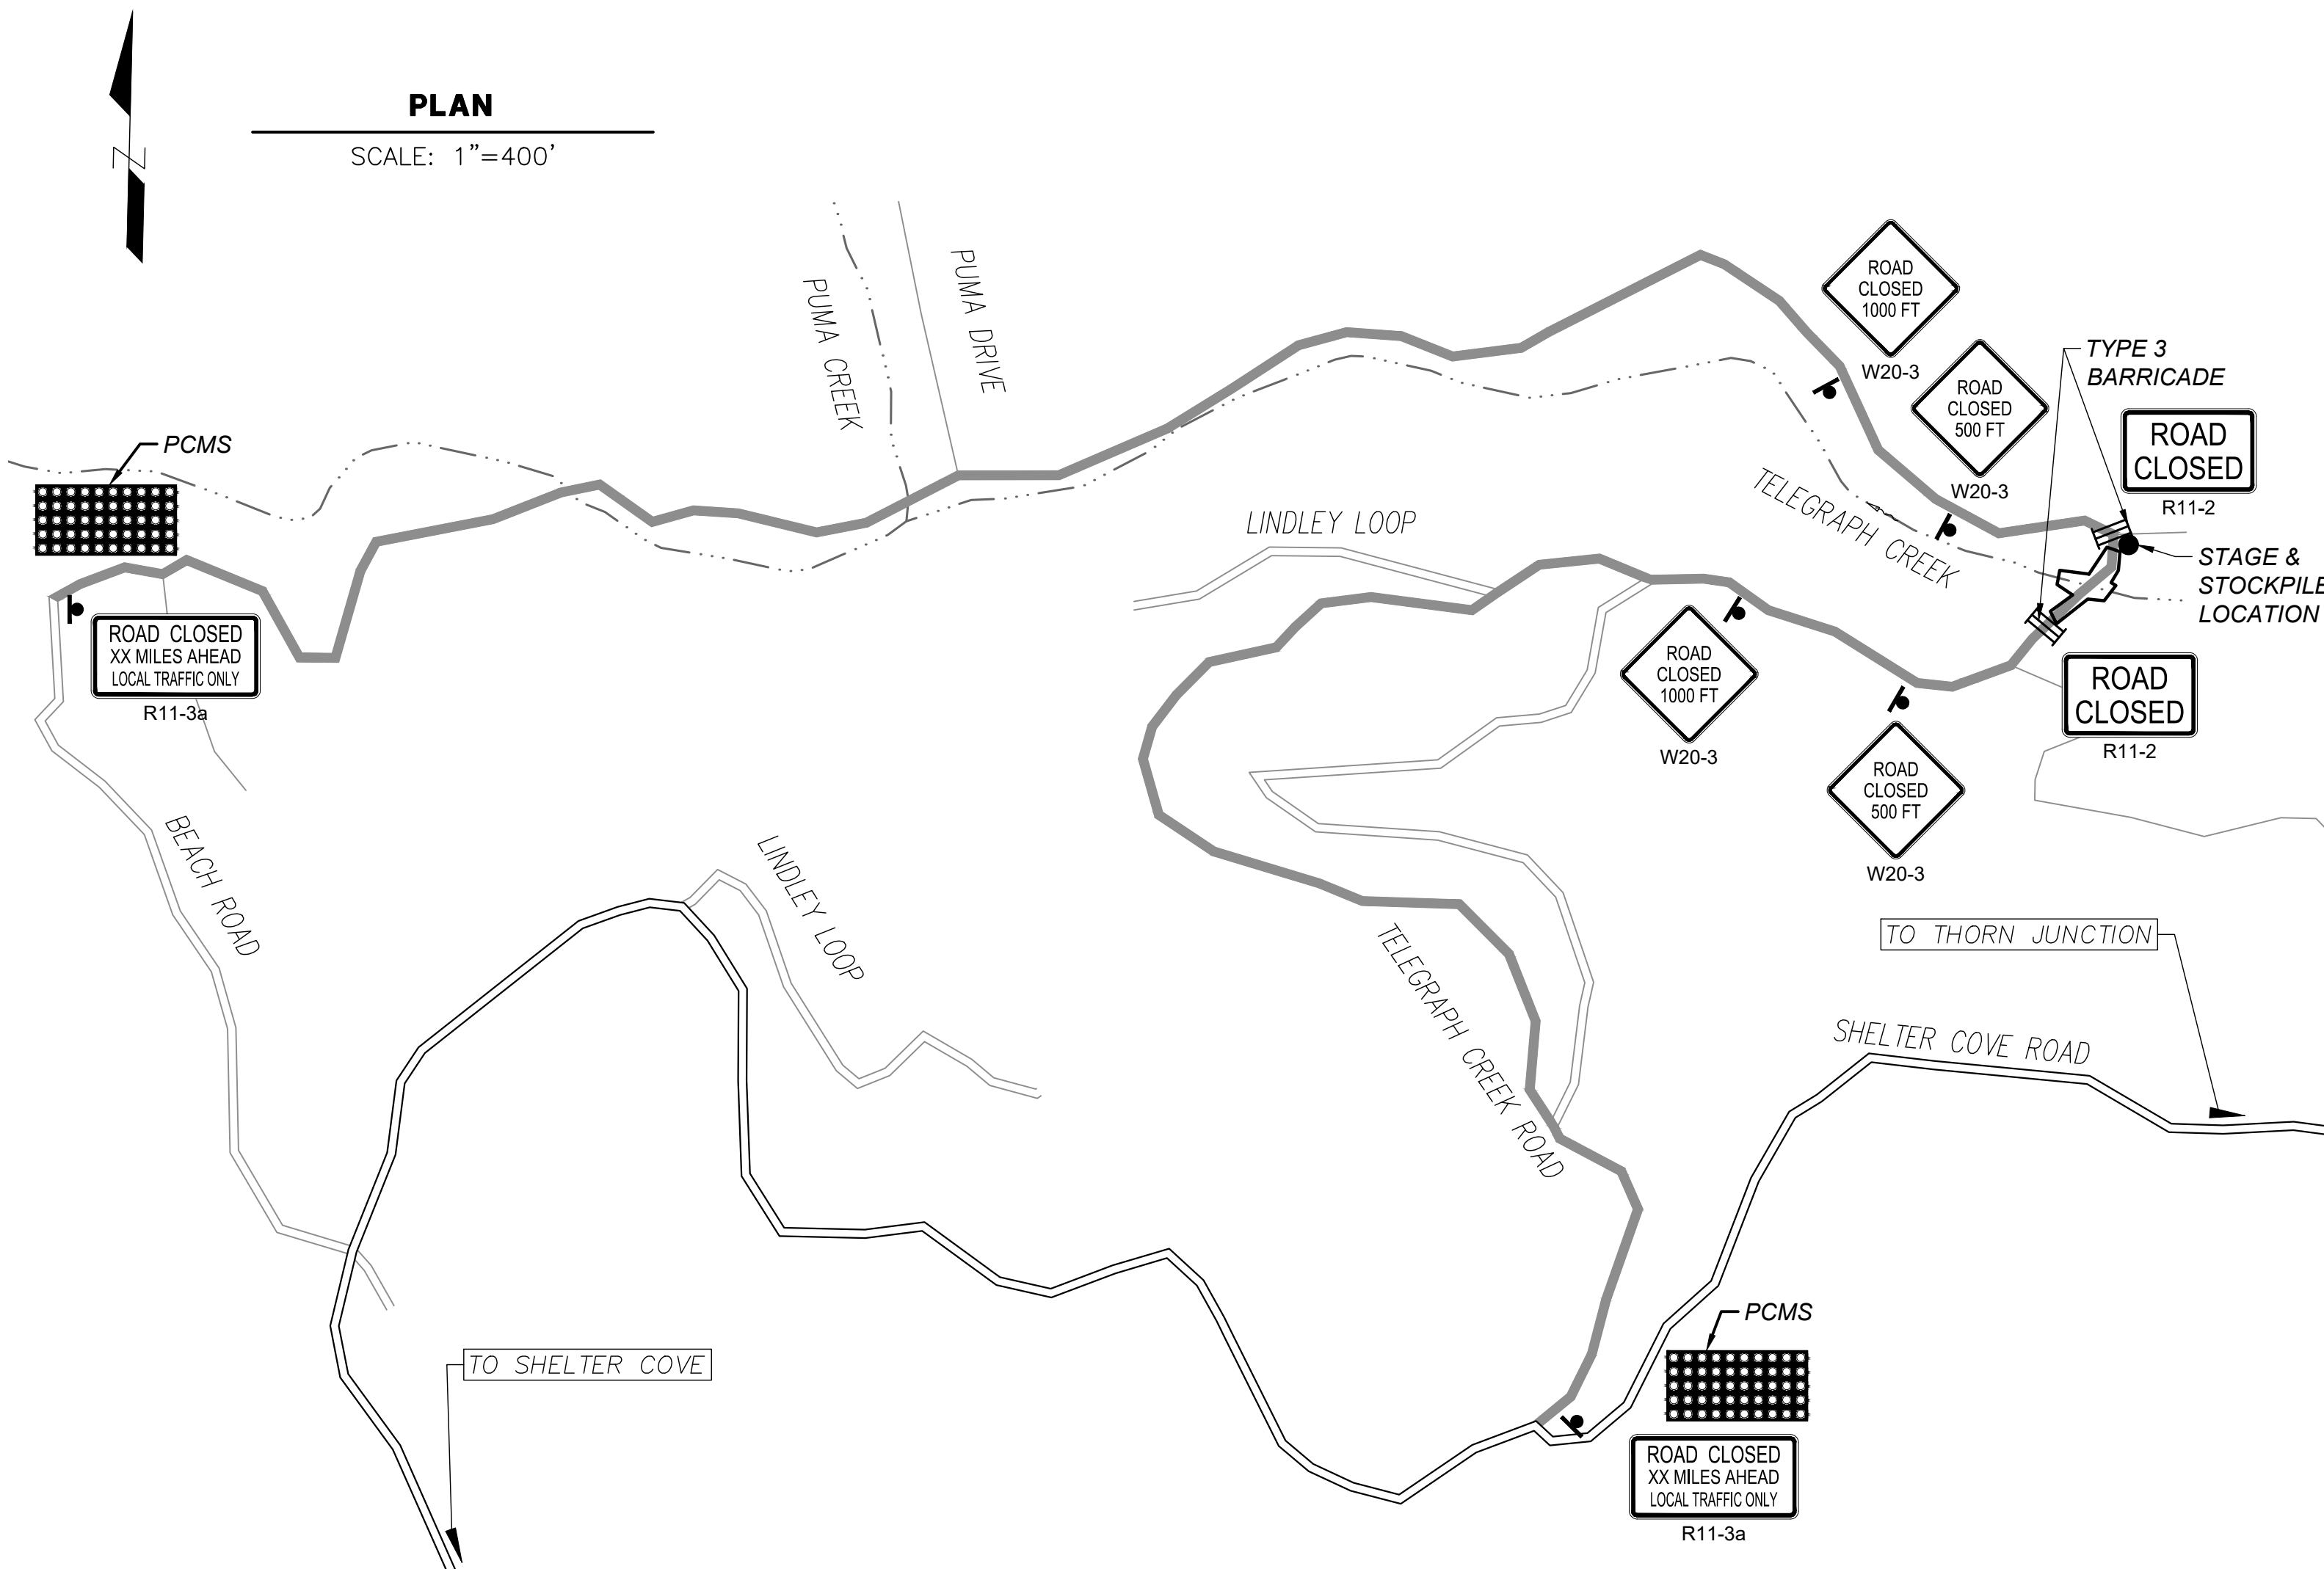 N
PLAN
SCALE: 1"=400'
PUMA CREEK
PUMA DRIVE
ROAD
CLOSED
1000 FT
W20-3
ROAD
CLOSED
500 FT
W20-3
TYPE 3
BARRICADE
ROAD
CLOSED
R11-2
PCMS
ROAD CLOSED
XX MILES AHEAD
LOCAL TRAFFIC ONLY
R11-3a
LINDLEY LOOP
TELEGRAPH CREEK
STAGE &
STOCKPILE
LOCATION
ROAD
CLOSED
1000 FT
W20-3
ROAD
CLOSED
R11-2
ROAD
CLOSED
500 FT
W20-3
BEACH ROAD
LINDLEY LOOP
TELEGRAPH CREEK ROAD
TO THORN JUNCTION
SHELTER COVE ROAD
TO SHELTER COVE
PCMS
ROAD CLOSED
XX MILES AHEAD
LOCAL TRAFFIC ONLY
R11-3a